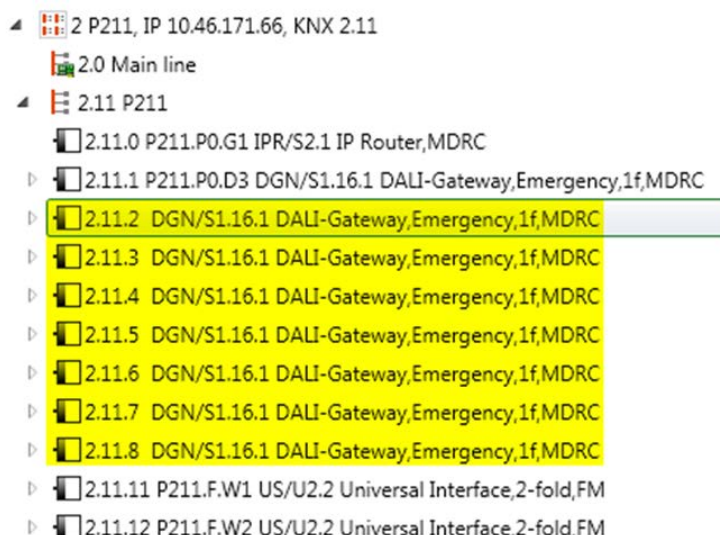 2 P211, IP 10.46.171.66, KNX 2.11
2.0 Main line
2.11 P211
2.11.0 P211.P0.G1 IPR/S2.1 IP Router,MDRC
2.11.1 P211.P0.D3 DGN/S1.16.1 DALI-Gateway,Emergency,1f,MDRC
2.11.2  DGN/S1.16.1 DALI-Gateway,Emergency,1f,MDRC
2.11.3  DGN/S1.16.1 DALI-Gateway,Emergency,1f,MDRC
2.11.4  DGN/S1.16.1 DALI-Gateway,Emergency,1f,MDRC
2.11.5  DGN/S1.16.1 DALI-Gateway,Emergency,1f,MDRC
2.11.6  DGN/S1.16.1 DALI-Gateway,Emergency,1f,MDRC
2.11.7  DGN/S1.16.1 DALI-Gateway,Emergency,1f,MDRC
2.11.8  DGN/S1.16.1 DALI-Gateway,Emergency,1f,MDRC
2.11.11 P211.F.W1 US/U2.2 Universal Interface,2-fold,FM
2.11.12 P211.F.W2 US/U2.2 Universal Interface,2-fold,FM